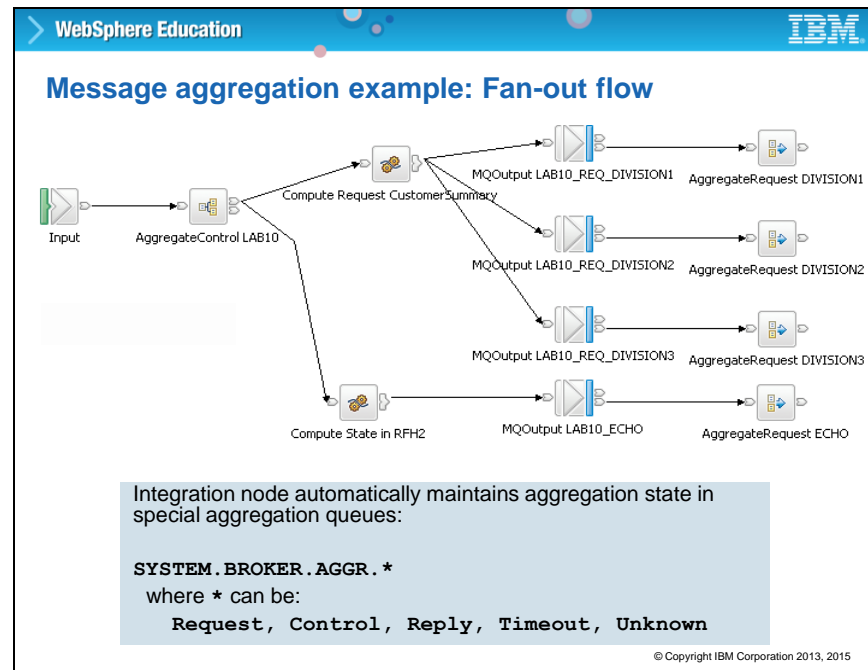 WebSphere Education
IBM
Message aggregation example: Fan-out flow
Input
AggregateControl LAB10
Compute Request CustomerSummary
MQOutput LAB10_REQ_DIVISION1
AggregateRequest DIVISION1
MQOutput LAB10_REQ_DIVISION2
AggregateRequest DIVISION2
MQOutput LAB10_REQ_DIVISION3
AggregateRequest DIVISION3
Compute State in RFH2
MQOutput LAB10_ECHO
AggregateRequest ECHO
Integration node automatically maintains aggregation state in
special aggregation queues:
SYSTEM.BROKER.AGGR.*
where * can be:
Request, Control, Reply, Timeout, Unknown
© Copyright IBM Corporation 2013, 2015